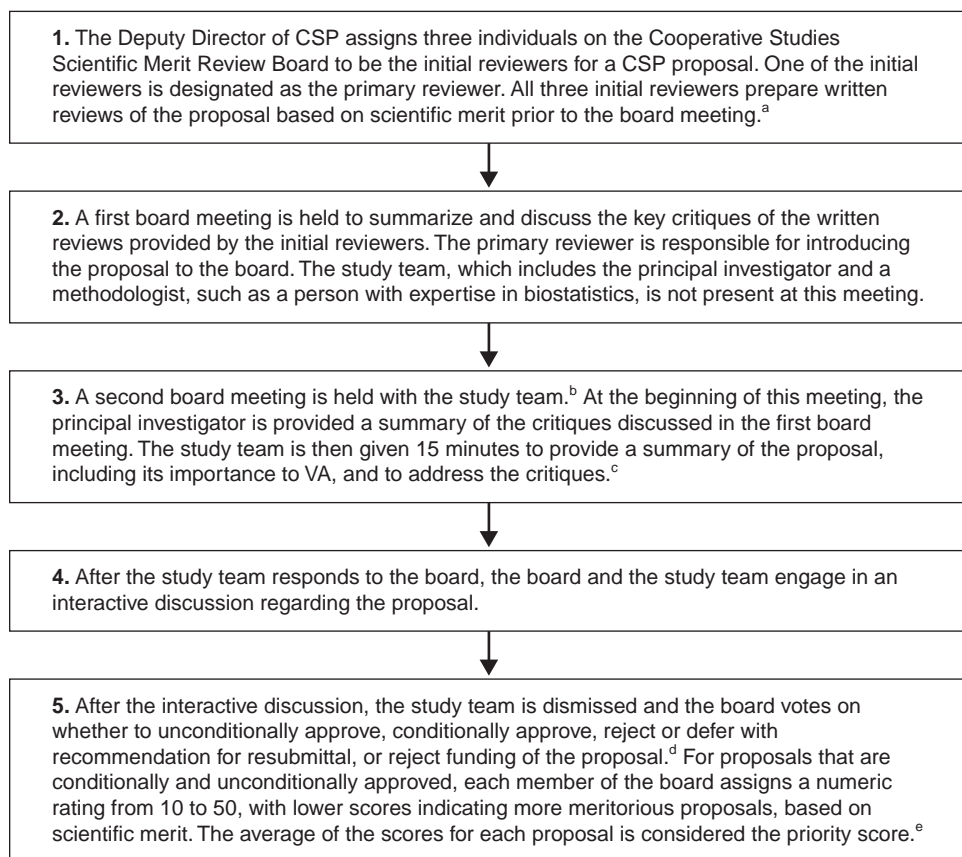 1. The Deputy Director of CSP assigns three individuals on the Cooperative Studies
Scientific Merit Review Board to be the initial reviewers for a CSP proposal. One of the initial
reviewers is designated as the primary reviewer. All three initial reviewers prepare written
reviews of the proposal based on scientific merit prior to the board meeting.a
2. A first board meeting is held to summarize and discuss the key critiques of the written
reviews provided by the initial reviewers. The primary reviewer is responsible for introducing
the proposal to the board. The study team, which includes the principal investigator and a
methodologist, such as a person with expertise in biostatistics, is not present at this meeting.
3. A second board meeting is held with the study team.b At the beginning of this meeting, the
principal investigator is provided a summary of the critiques discussed in the first board
meeting. The study team is then given 15 minutes to provide a summary of the proposal,
including its importance to VA, and to address the critiques.c
4. After the study team responds to the board, the board and the study team engage in an
interactive discussion regarding the proposal.
5. After the interactive discussion, the study team is dismissed and the board votes on
whether to unconditionally approve, conditionally approve, reject or defer with
recommendation for resubmittal, or reject funding of the proposal.d For proposals that are
conditionally and unconditionally approved, each member of the board assigns a numeric
rating from 10 to 50, with lower scores indicating more meritorious proposals, based on
scientific merit. The average of the scores for each proposal is considered the priority score.e